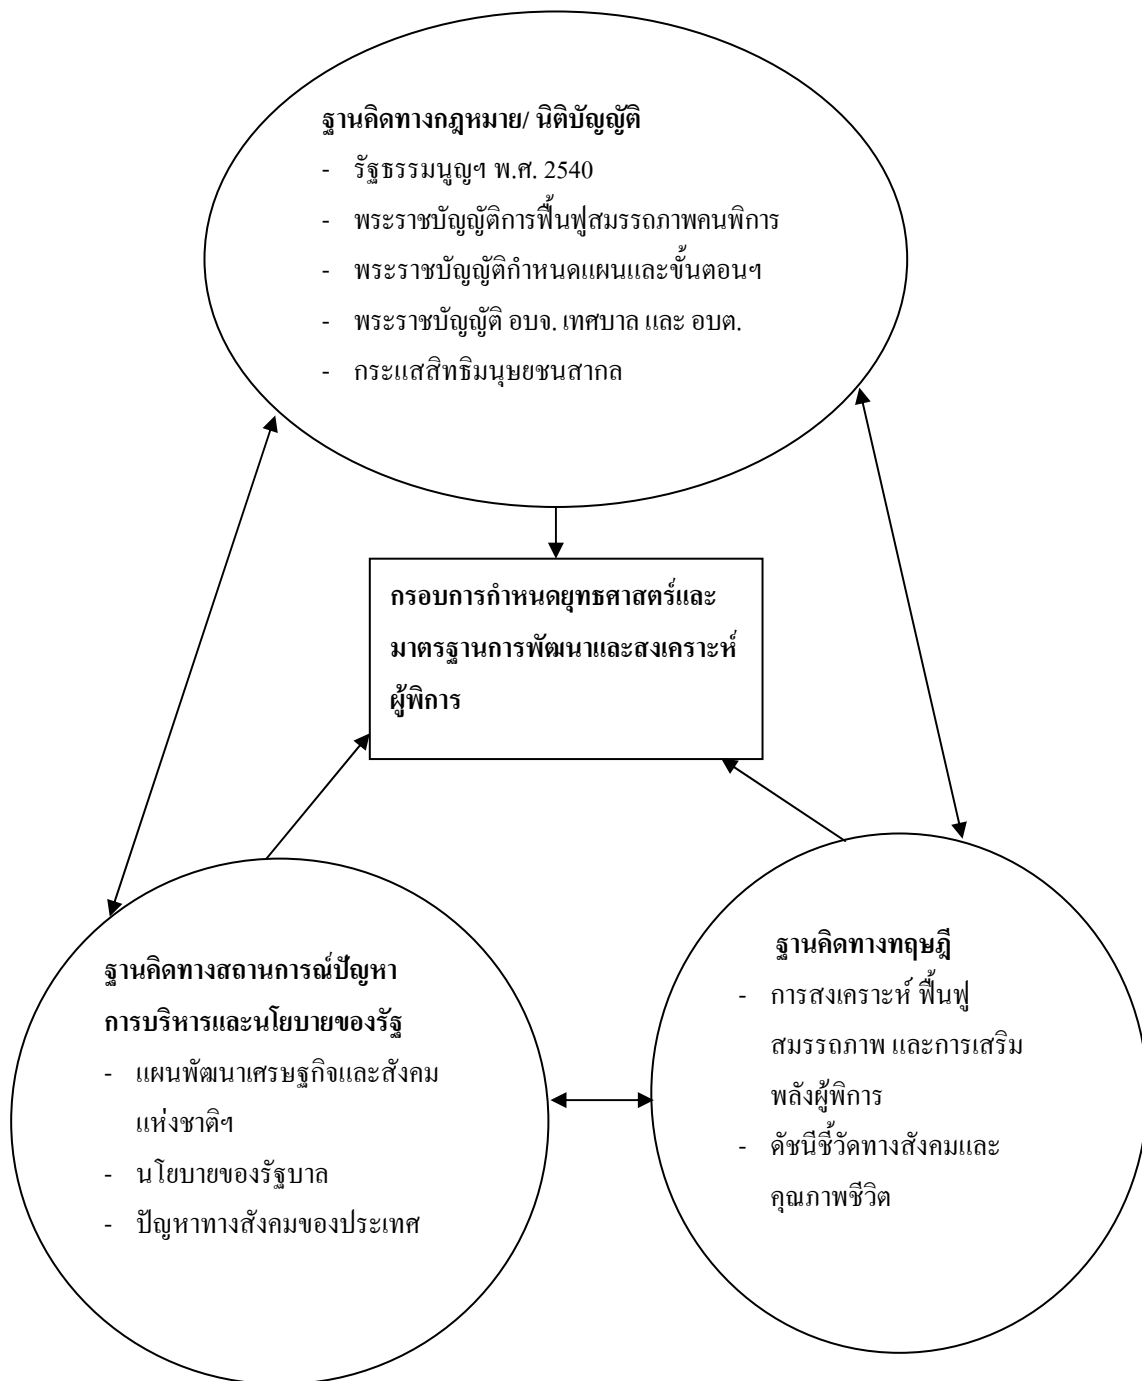 ฐานคิดทางกฎหมาย/ นิติบัญญัติ
- รัฐธรรมนูญฯ พ.ศ. 2540
- พระราชบัญญัติการฟื้นฟูสมรรถภาพคนพิการ
- พระราชบัญญัติกำหนดแผนและขั้นตอนฯ
- พระราชบัญญัติ อบจ. เทศบาล และ อบต.
- กระแสสิทธิมนุษยชนสากล
กรอบการกำหนดยุทธศาสตร์และ
มาตรฐานการพัฒนาและสงเคราะห์
ผู้พิการ
ฐานคิดทางสถานการณ์ปัญหา
การบริหารและนโยบายของรัฐ
- แผนพัฒนาเศรษฐกิจและสังคม
แห่งชาติฯ
- นโยบายของรัฐบาล
- ปัญหาทางสังคมของประเทศ
ฐานคิดทางทฤษฎี
- การสงเคราะห์ ฟื้นฟู
สมรรถภาพ และการเสริม
พลังผู้พิการ
- ดัชนีชี้วัดทางสังคมและ
คุณภาพชีวิต